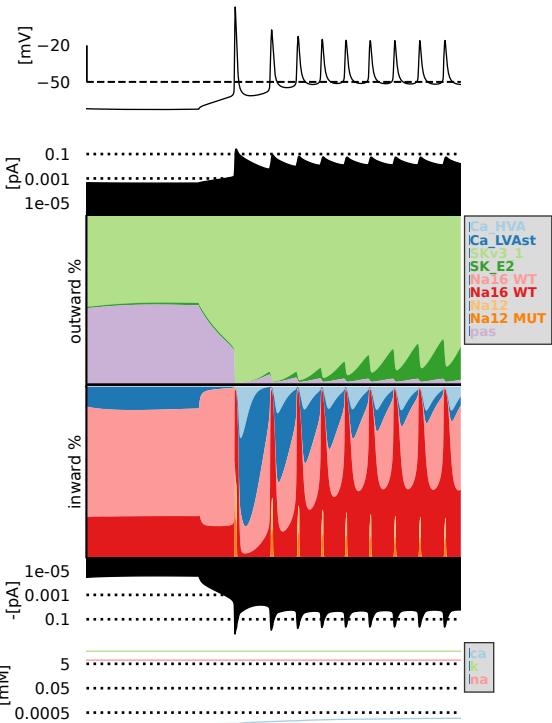 [mV]
−20
−50
[pA]
0.1
0.001
1e-05
outward %
Ca_HVA
Ca_LVAst
SKv3_1
SK_E2
Na16 WT
Na16 WT
Na12
Na12 MUT
pas
inward %
1e-05
0.001
0.1
-[pA]
[mM]
5
0.05
0.0005
ca
k
na